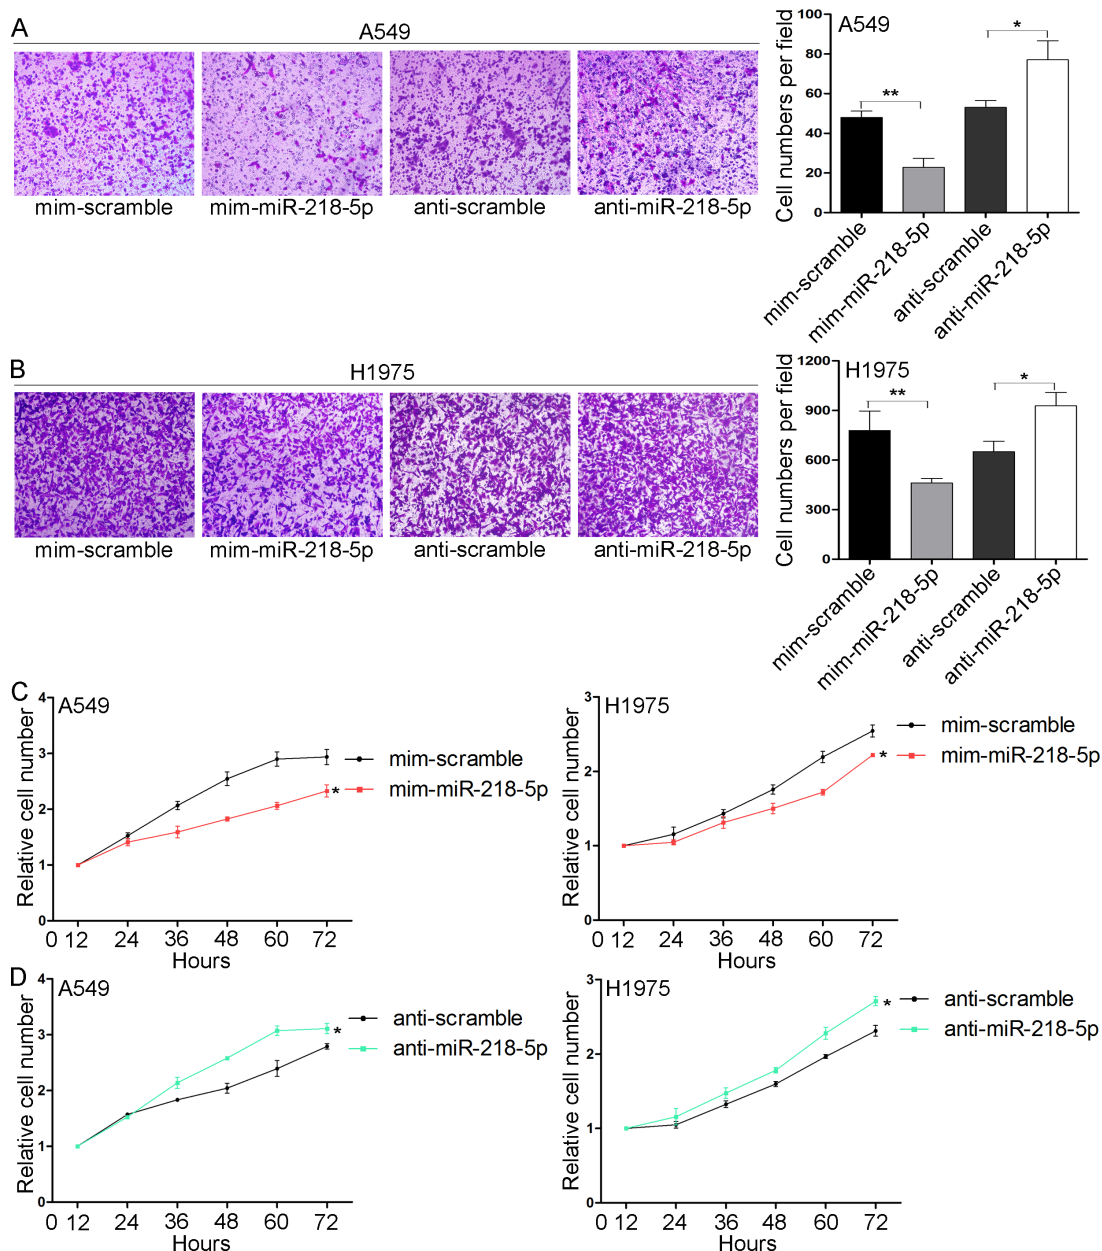 A
A549
mim-scramble
mim-miR-218-5p
anti-scramble
anti-miR-218-5p
A549
Cell numbers per field
100
80
60
40
20
0
**
*
mim-scramble
mim-miR-218-5p
anti-scramble
anti-miR-218-5p
B
H1975
mim-scramble
mim-miR-218-5p
anti-scramble
anti-miR-218-5p
H1975
Cell numbers per field
1200
900
600
300
0
**
*
mim-scramble
mim-miR-218-5p
anti-scramble
anti-miR-218-5p
C
A549
Relative cell number
4
3
2
1
0
0 12 24 36 48 60 72
Hours
mim-scramble
mim-miR-218-5p
*
H1975
Relative cell number
3
2
1
0
0 12 24 36 48 60 72
Hours
mim-scramble
mim-miR-218-5p
*
D
A549
Relative cell number
4
3
2
1
0
0 12 24 36 48 60 72
Hours
anti-scramble
anti-miR-218-5p
*
H1975
Relative cell number
3
2
1
0
0 12 24 36 48 60 72
Hours
anti-scramble
anti-miR-218-5p
*